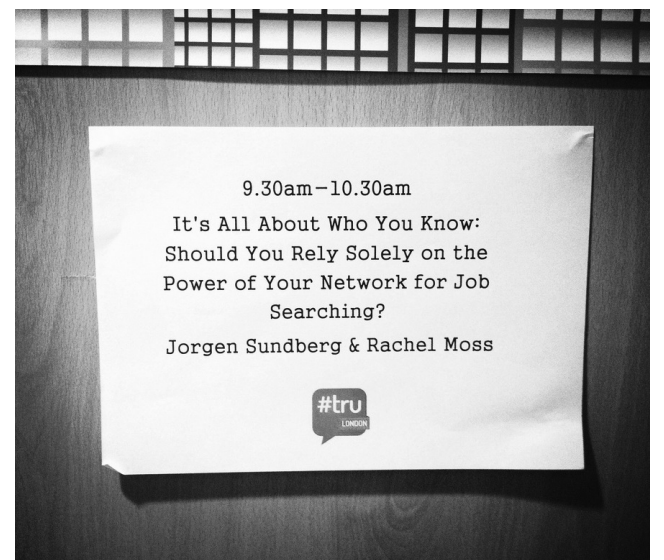 9.30am–10.30am
It's All About Who You Know:
Should You Rely Solely on the
Power of Your Network for Job
Searching?
Jorgen Sundberg & Rachel Moss
#tru
LONDON